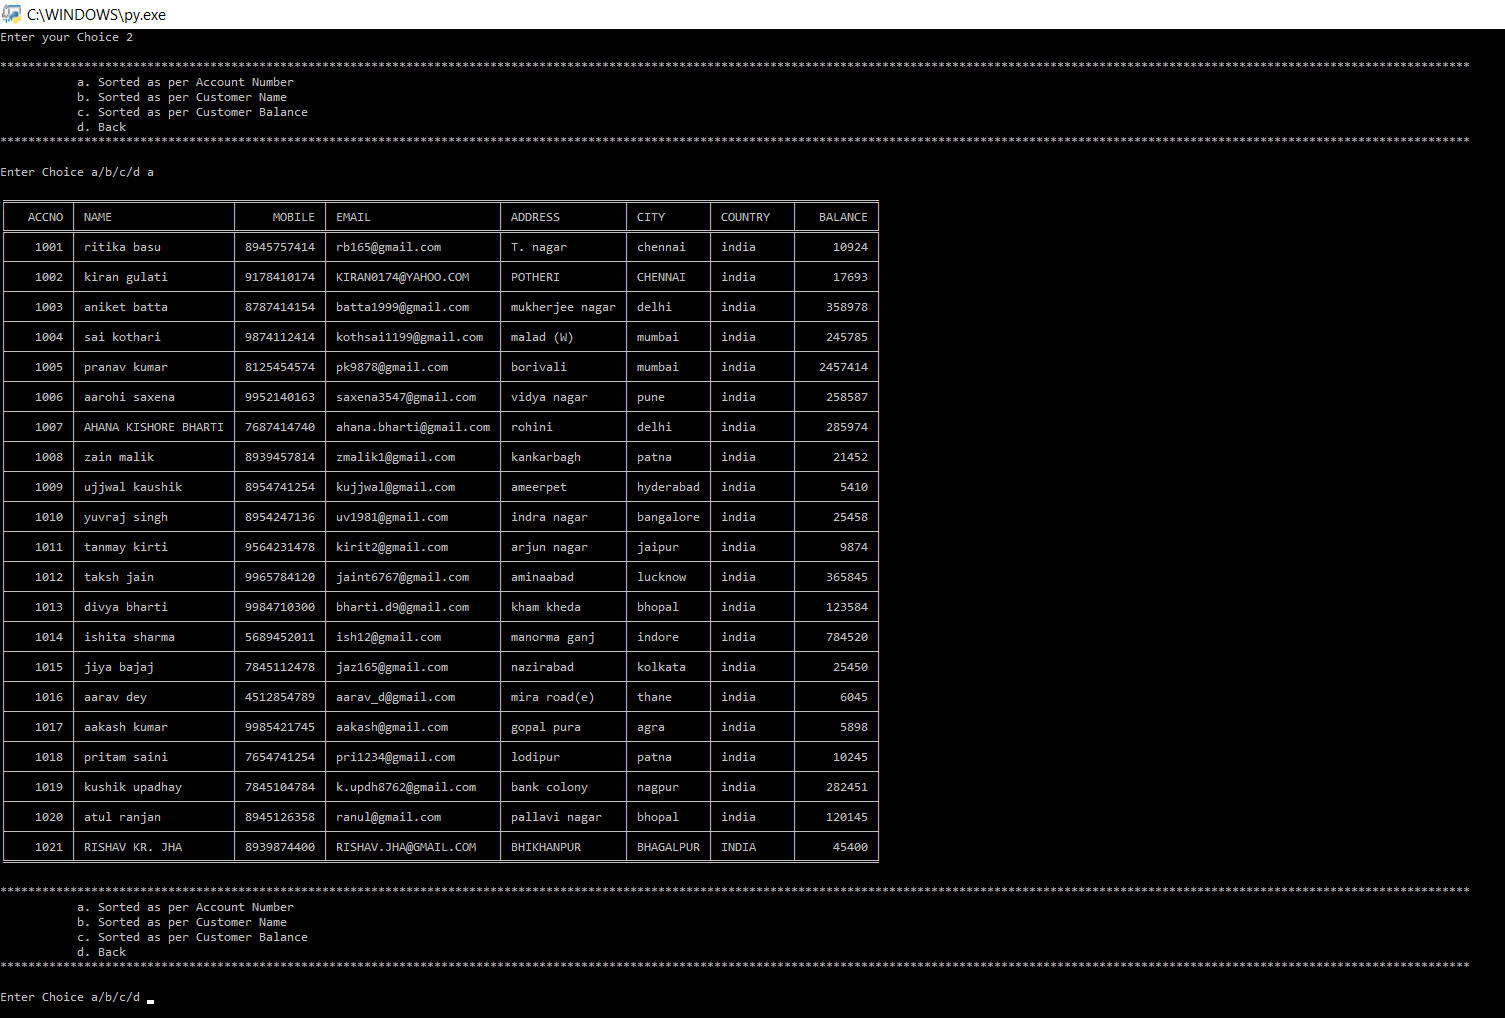 C:\WINDOWS\py.exe
Enter your Choice 2
******************************************************************************************************************************************************************************************************************
a. Sorted as per Account Number
b. Sorted as per Customer Name
c. Sorted as per Customer Balance
d. Back
******************************************************************************************************************************************************************************************************************
Enter Choice a/b/c/d a
ACCNO NAME MOBILE EMAIL ADDRESS CITY COUNTRY BALANCE
1001 ritika basu 8945757414 rb165@gmail.com T. nagar chennai india 10924
1002 kiran gulati 9178410174 KIRAN0174@YAHOO.COM POTHERI CHENNAI india 17693
1003 aniket batta 8787414154 batta1999@gmail.com mukherjee nagar delhi india 358978
1004 sai kothari 9874112414 kothsai1199@gmail.com malad (W) mumbai india 245785
1005 pranav kumar 8125454574 pk9878@gmail.com borivali mumbai india 2457414
1006 aarohi saxena 9952140163 saxena3547@gmail.com vidya nagar pune india 258587
1007 AHANA KISHORE BHARTI 7687414740 ahana.bharti@gmail.com rohini delhi india 285974
1008 zain malik 8939457814 zmalik1@gmail.com kankarbagh patna india 21452
1009 ujjwal kaushik 8954741254 kujjwal@gmail.com ameerpet hyderabad india 5410
1010 yuvraj singh 8954247136 uv1981@gmail.com indra nagar bangalore india 25458
1011 tanmay kirti 9564231478 kirit2@gmail.com arjun nagar jaipur india 9874
1012 taksh jain 9965784120 jaint6767@gmail.com aminaabad lucknow india 365845
1013 divya bharti 9984710300 bharti.d9@gmail.com kham kheda bhopal india 123584
1014 ishita sharma 5689452011 ish12@gmail.com manorma ganj indore india 784520
1015 jiya bajaj 7845112478 jaz165@gmail.com nazirabad kolkata india 25450
1016 aarav dey 4512854789 aarav_d@gmail.com mira road(e) thane india 6045
1017 aakash kumar 9985421745 aakash@gmail.com gopal pura agra india 5898
1018 pritam saini 7654741254 pri1234@gmail.com lodipur patna india 10245
1019 kushik upadhay 7845104784 k.updh8762@gmail.com bank colony nagpur india 282451
1020 atul ranjan 8945126358 ranul@gmail.com pallavi nagar bhopal india 120145
1021 RISHAV KR. JHA 8939874400 RISHAV.JHA@GMAIL.COM BHIKHANPUR BHAGALPUR INDIA 45400
******************************************************************************************************************************************************************************************************************
a. Sorted as per Account Number
b. Sorted as per Customer Name
c. Sorted as per Customer Balance
d. Back
******************************************************************************************************************************************************************************************************************
Enter Choice a/b/c/d